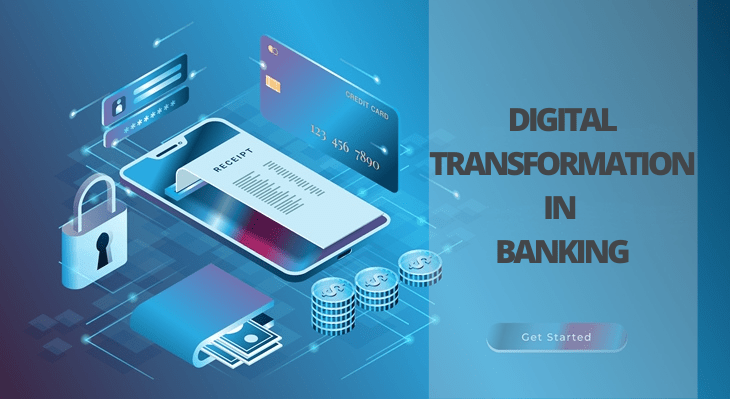 CREDIT CARD
123 456 7890
********
RECEIPT
DIGITAL
TRANSFORMATION
IN
BANKING
Get Started